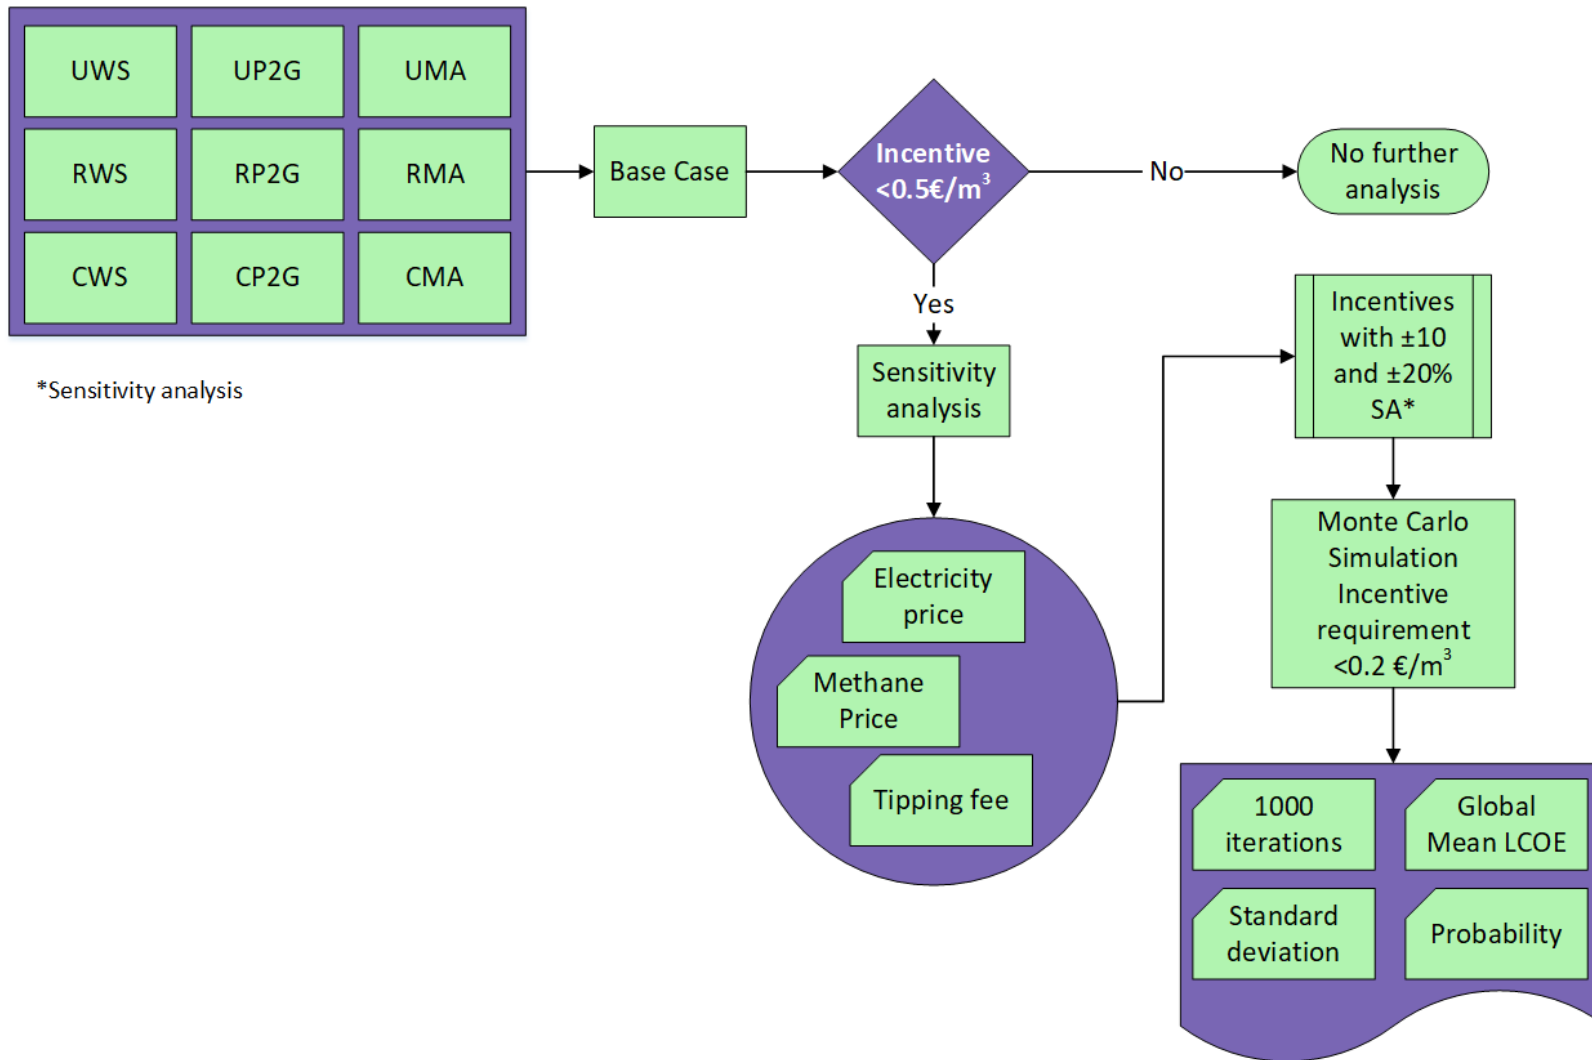 UWS
UP2G
UMA
RWS
RP2G
RMA
CWS
CP2G
CMA
*Sensitivity analysis
Base Case
Incentive
<0.5€/m³
No
No further
analysis
Yes
Sensitivity
analysis
Electricity
price
Methane
Price
Tipping fee
Incentives
with ±10
and ±20%
SA*
Monte Carlo
Simulation
Incentive
requirement
<0.2 €/m³
1000
iterations
Global
Mean LCOE
Standard
deviation
Probability